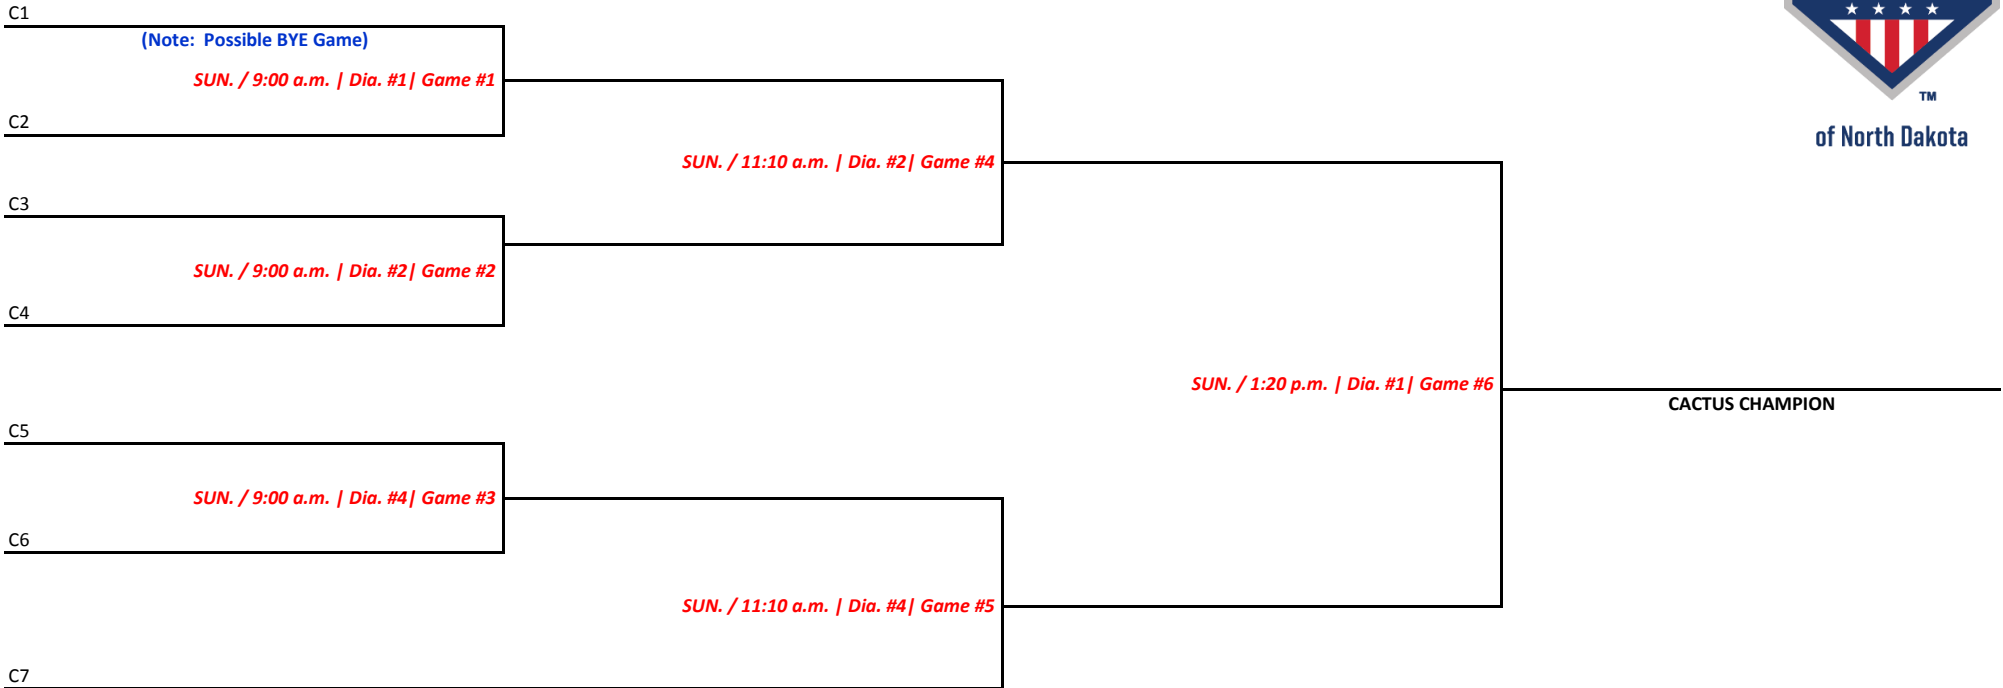 C1
(Note: Possible BYE Game)
SUN. / 9:00 a.m. | Dia. #1| Game #1
C2
TM
of North Dakota
SUN. / 11:10 a.m. | Dia. #2| Game #4
C3
SUN. / 9:00 a.m. | Dia. #2| Game #2
C4
SUN. / 1:20 p.m. | Dia. #1| Game #6
CACTUS CHAMPION
C5
SUN. / 9:00 a.m. | Dia. #4| Game #3
C6
SUN. / 11:10 a.m. | Dia. #4| Game #5
C7